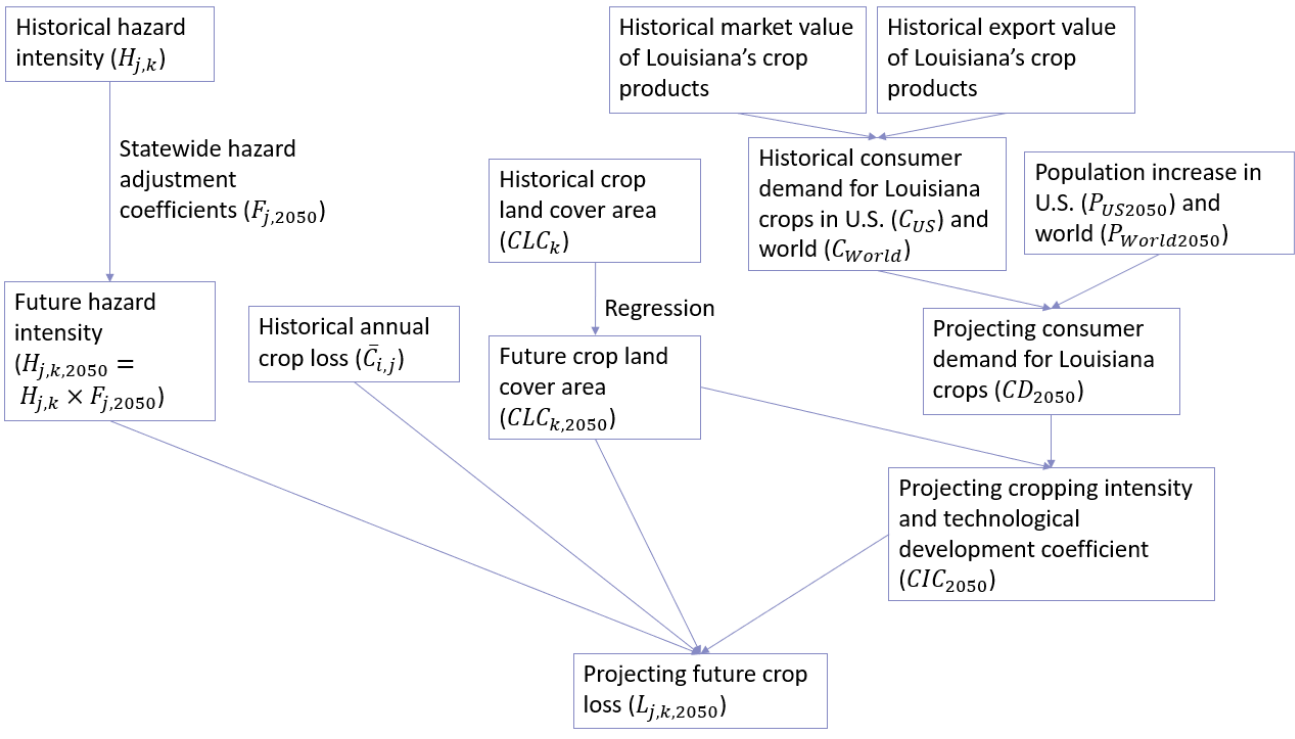 Historical hazard
intensity (H_{j,k})
Historical market value
of Louisiana's crop
products
Historical export value
of Louisiana's crop
products
Statewide hazard
adjustment
coefficients (F_{j,2050})
Historical crop
land cover area
(CLC_k)
Historical consumer
demand for Louisiana
crops in U.S. (C_{US}) and
world (C_{World})
Population increase in
U.S. (P_{US2050}) and
world (P_{World2050})
Future hazard
intensity
(H_{j,k,2050} =
H_{j,k} × F_{j,2050})
Historical annual
crop loss (C̄_{i,j})
Regression
Future crop land
cover area
(CLC_{k,2050})
Projecting consumer
demand for Louisiana
crops (CD_{2050})
Projecting cropping intensity
and technological
development coefficient
(CIC_{2050})
Projecting future crop
loss (L_{j,k,2050})